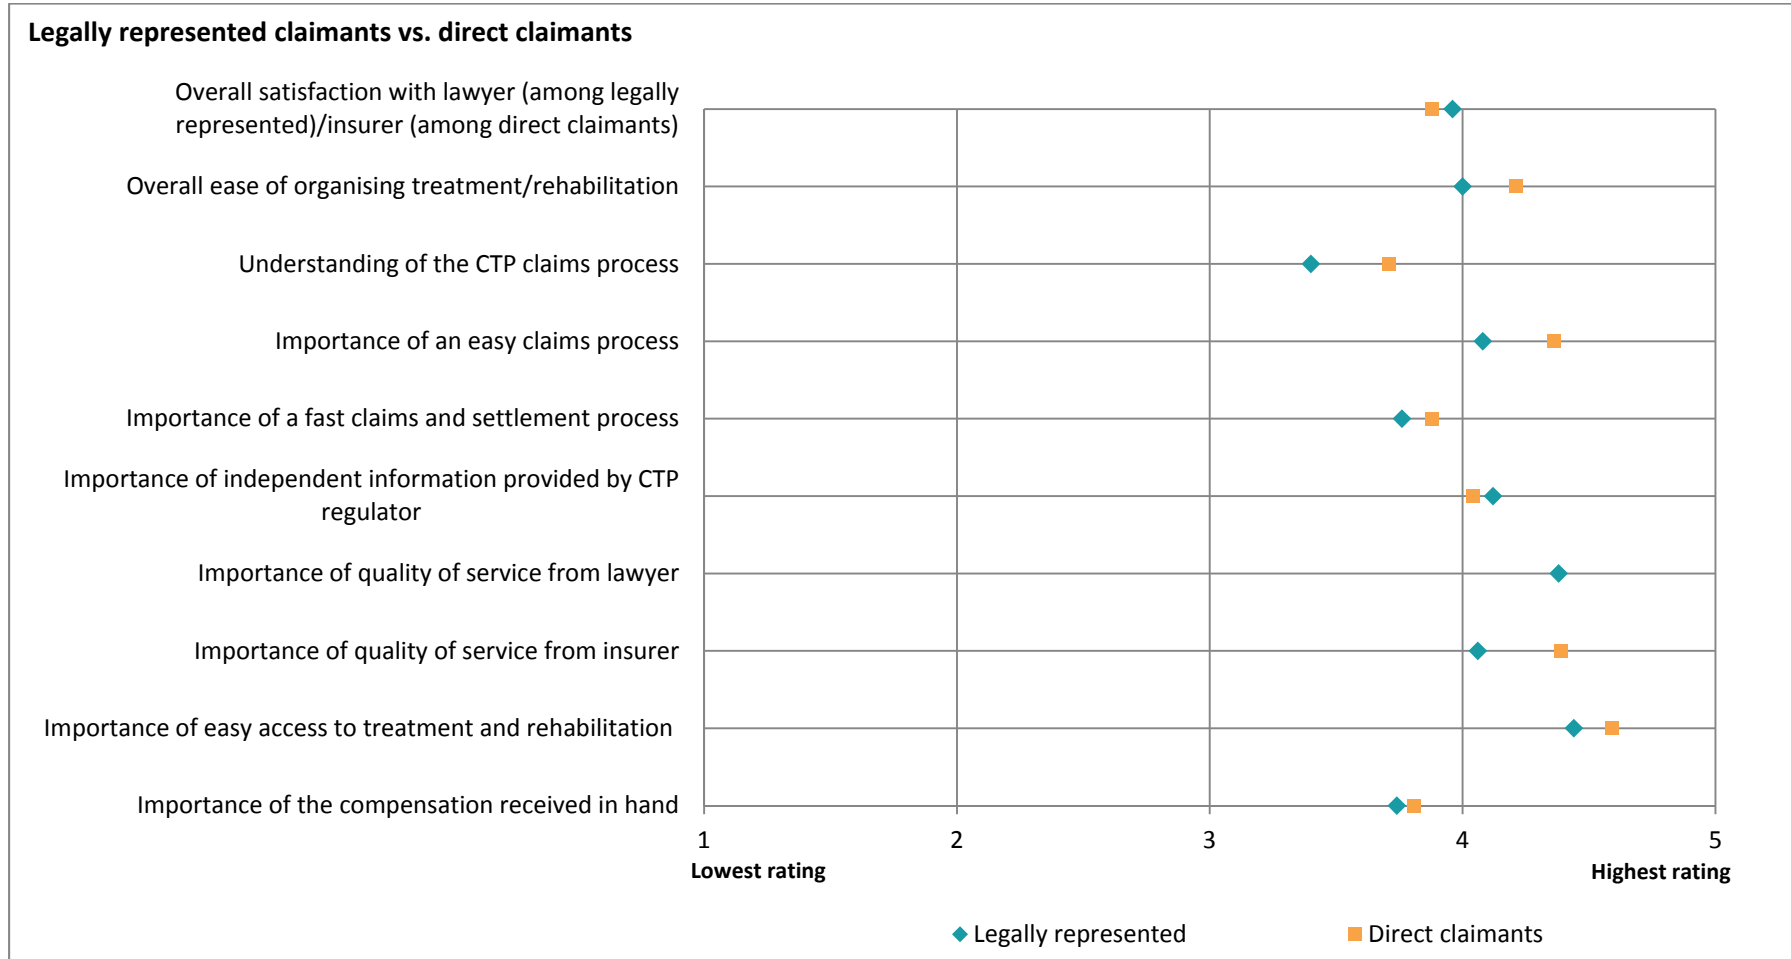 Legally represented claimants vs. direct claimants
Overall satisfaction with lawyer (among legally
represented)/insurer (among direct claimants)
Overall ease of organising treatment/rehabilitation
Understanding of the CTP claims process
Importance of an easy claims process
Importance of a fast claims and settlement process
Importance of independent information provided by CTP
regulator
Importance of quality of service from lawyer
Importance of quality of service from insurer
Importance of easy access to treatment and rehabilitation
Importance of the compensation received in hand
1 2 3 4 5
Lowest rating Highest rating
Legally represented Direct claimants